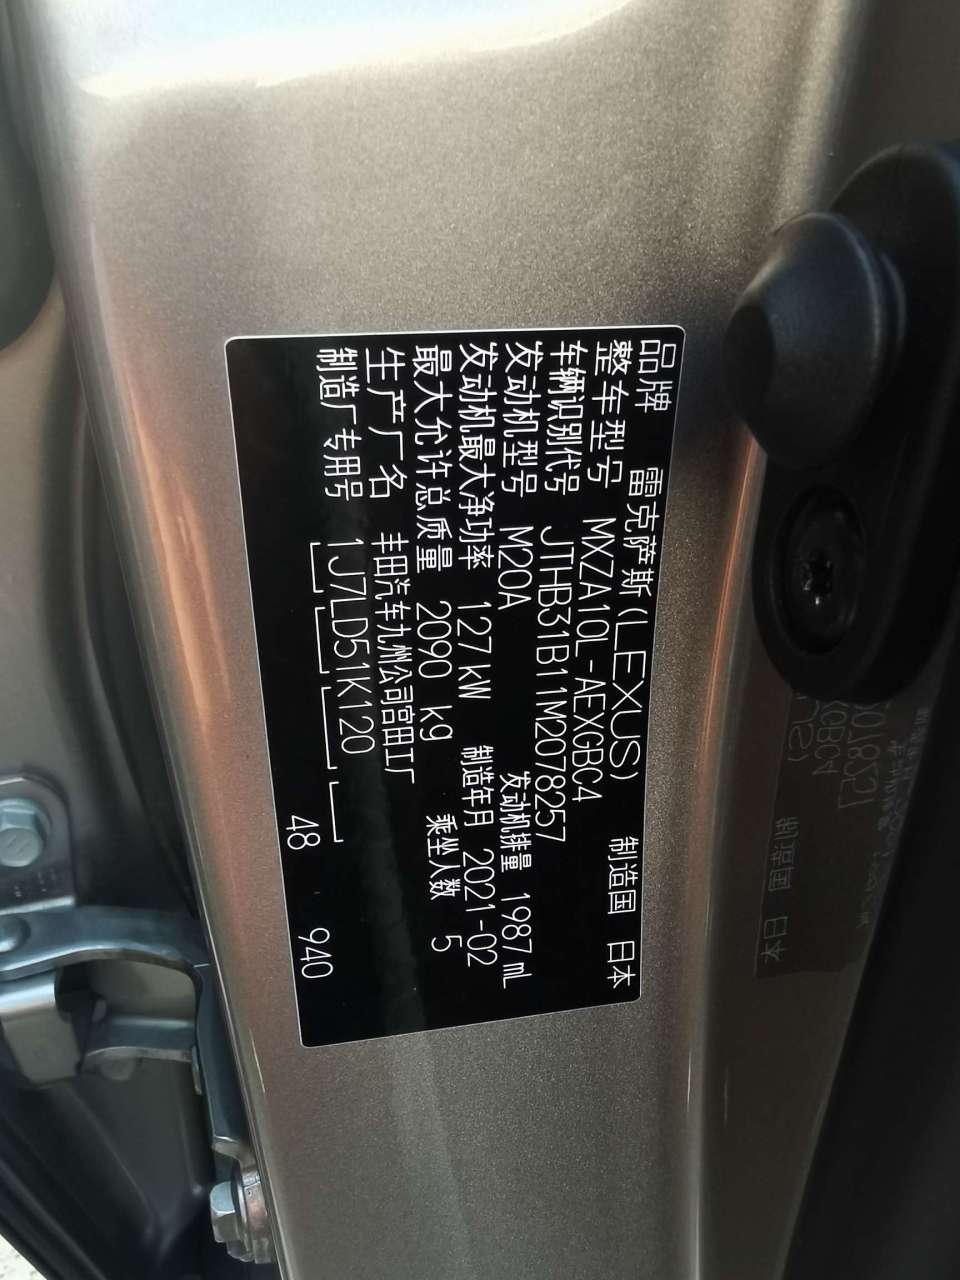 品牌 雷克萨斯(LEXUS) 制造国 日本
整车型号 MXZA10L-AEXGBC4
车辆识别代号 JTHB31B11M2078257
发动机型号 M20A 发动机排量 1987 mL
发动机最大净功率 127 kW 制造年月 2021-02
最大允许总质量 2090 kg 乘坐人数 5
生产厂名 丰田汽车九州公司宫田工厂
制造厂专用号 1J7LD51K120
48 940